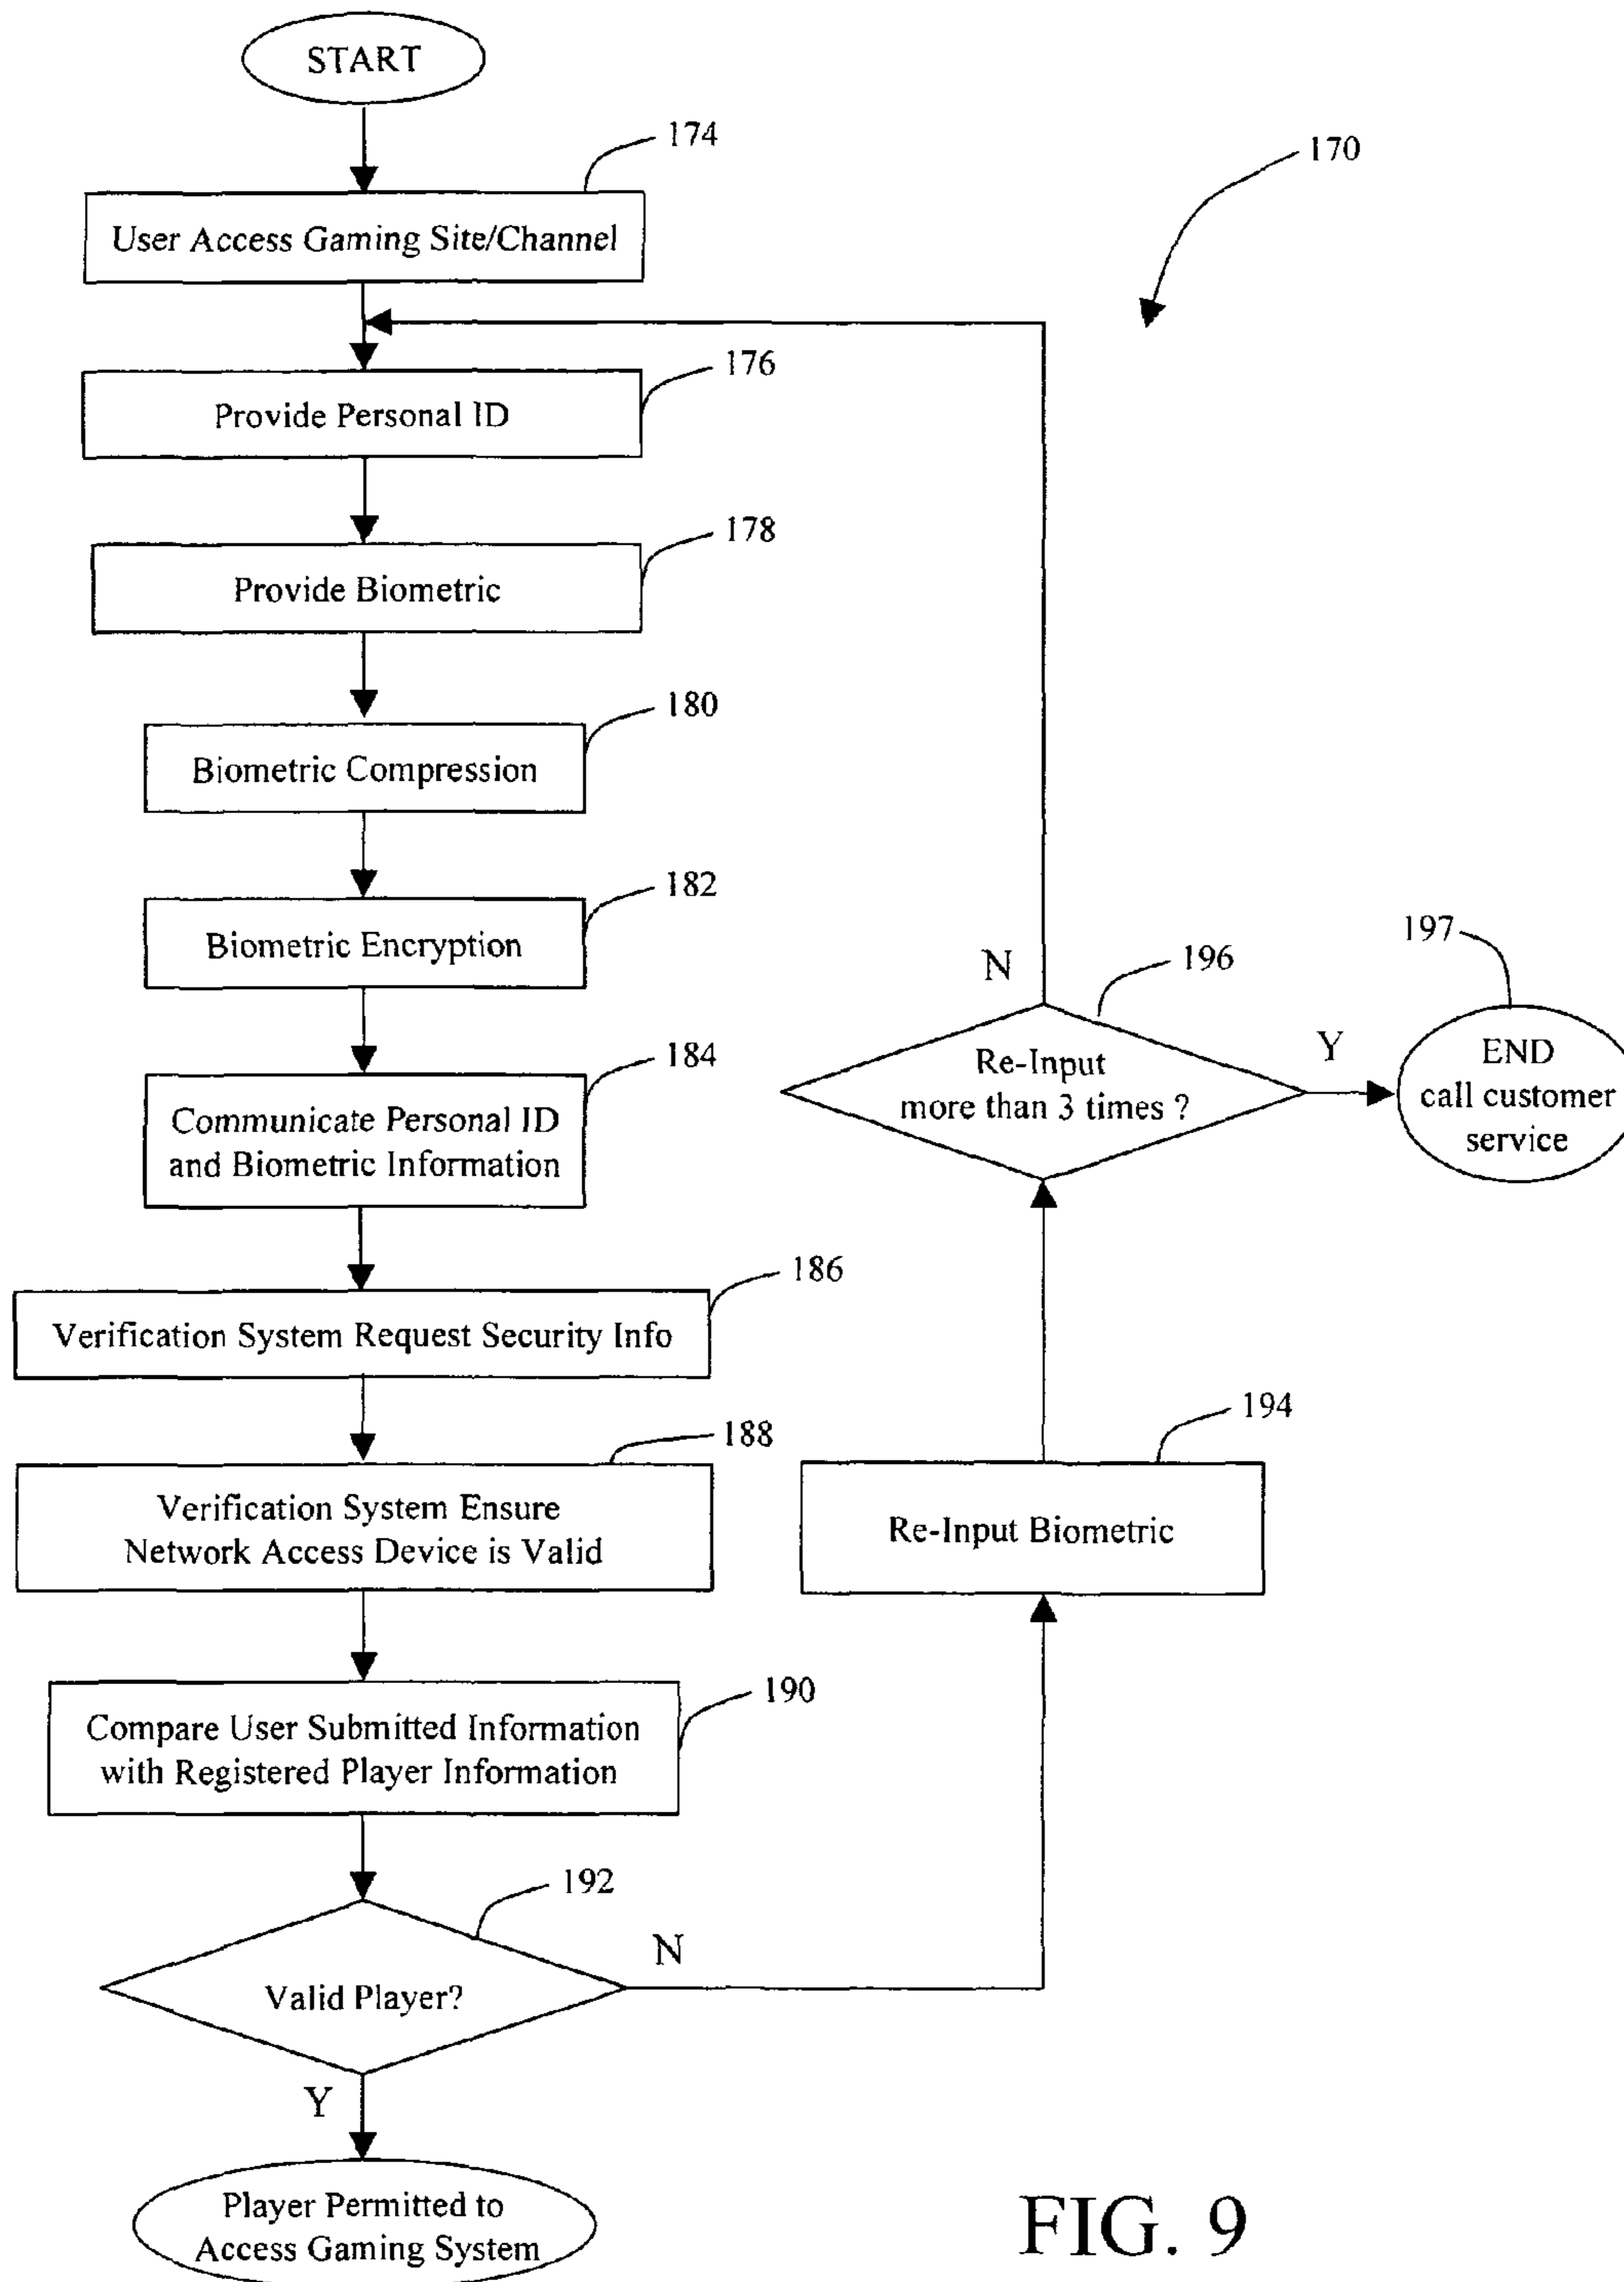 START
174
170
User Access Gaming Site/Channel
176
Provide Personal ID
178
Provide Biometric
180
Biometric Compression
182
Biometric Encryption
184
Communicate Personal ID
and Biometric Information
186
Verification System Request Security Info
188
Verification System Ensure
Network Access Device is Valid
190
Compare User Submitted Information
with Registered Player Information
192
Valid Player?
N
Y
Player Permitted to
Access Gaming System
194
Re-Input Biometric
196
N
Re-Input
more than 3 times ?
Y
197
END
call customer
service
FIG. 9